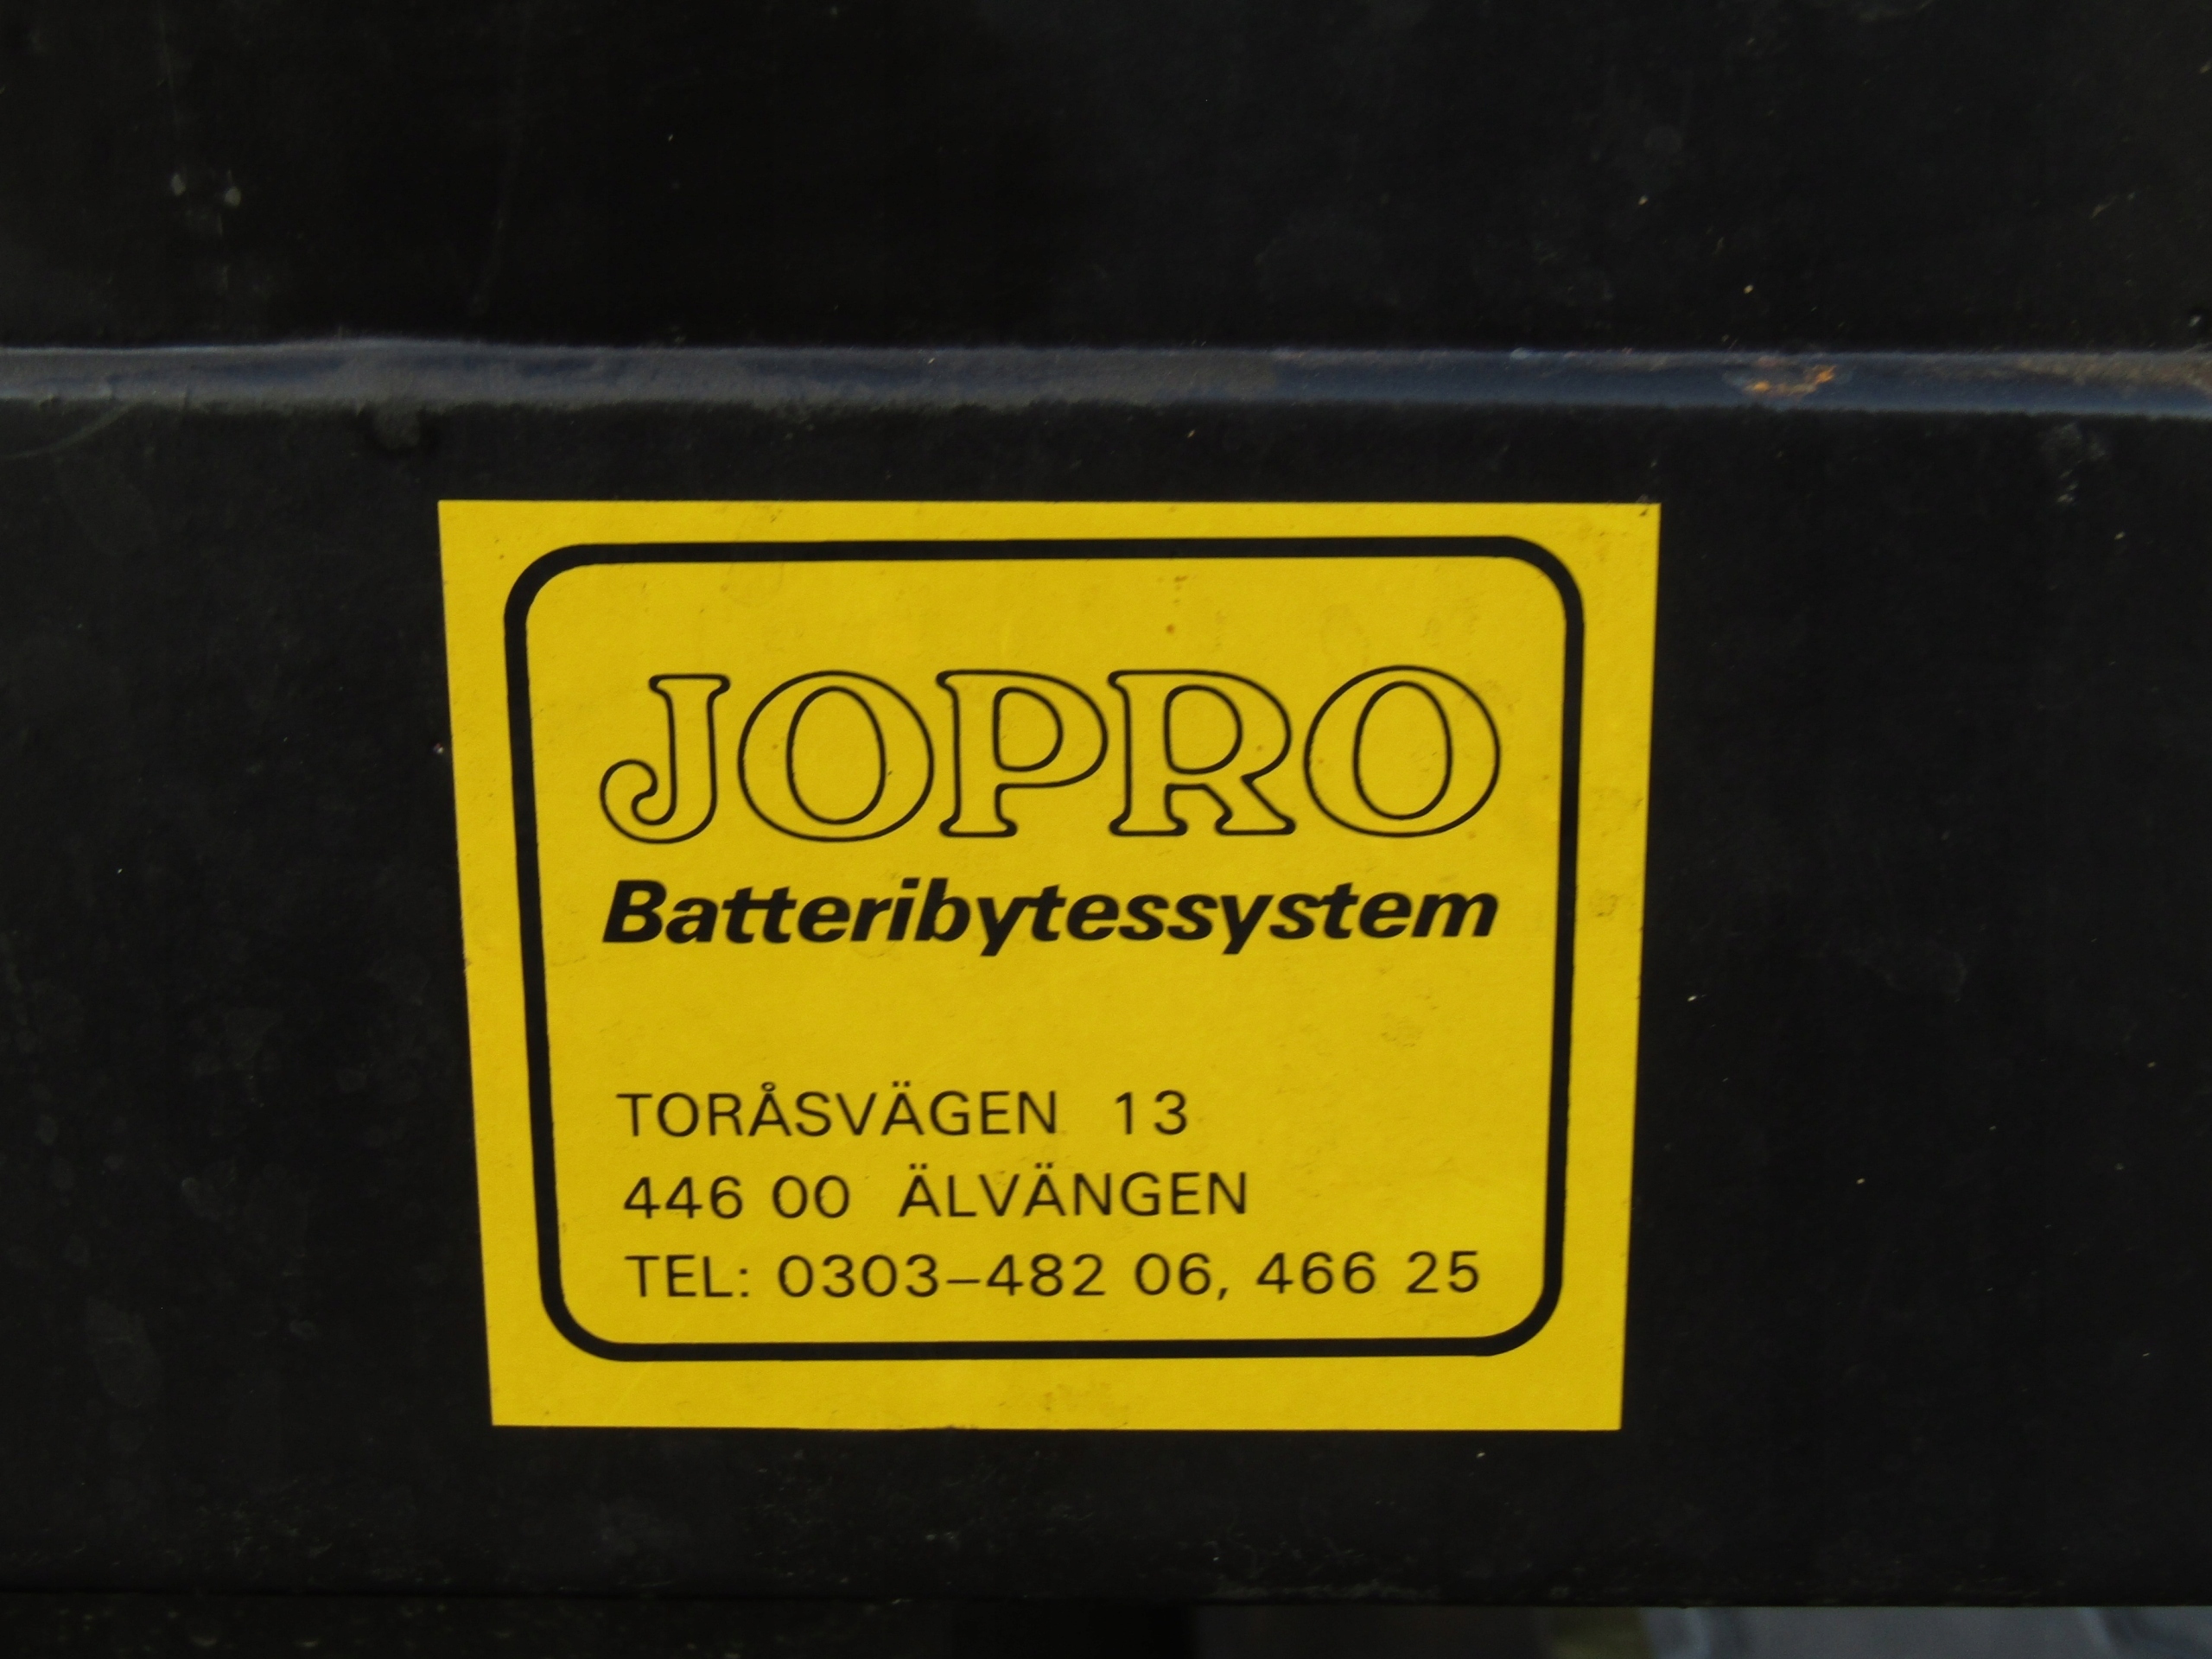 JOPRO
Batteribytessystem
TORÅSVÄGEN 13
446 00 ÄLVÄNGEN
TEL: 0303–482 06, 466 25